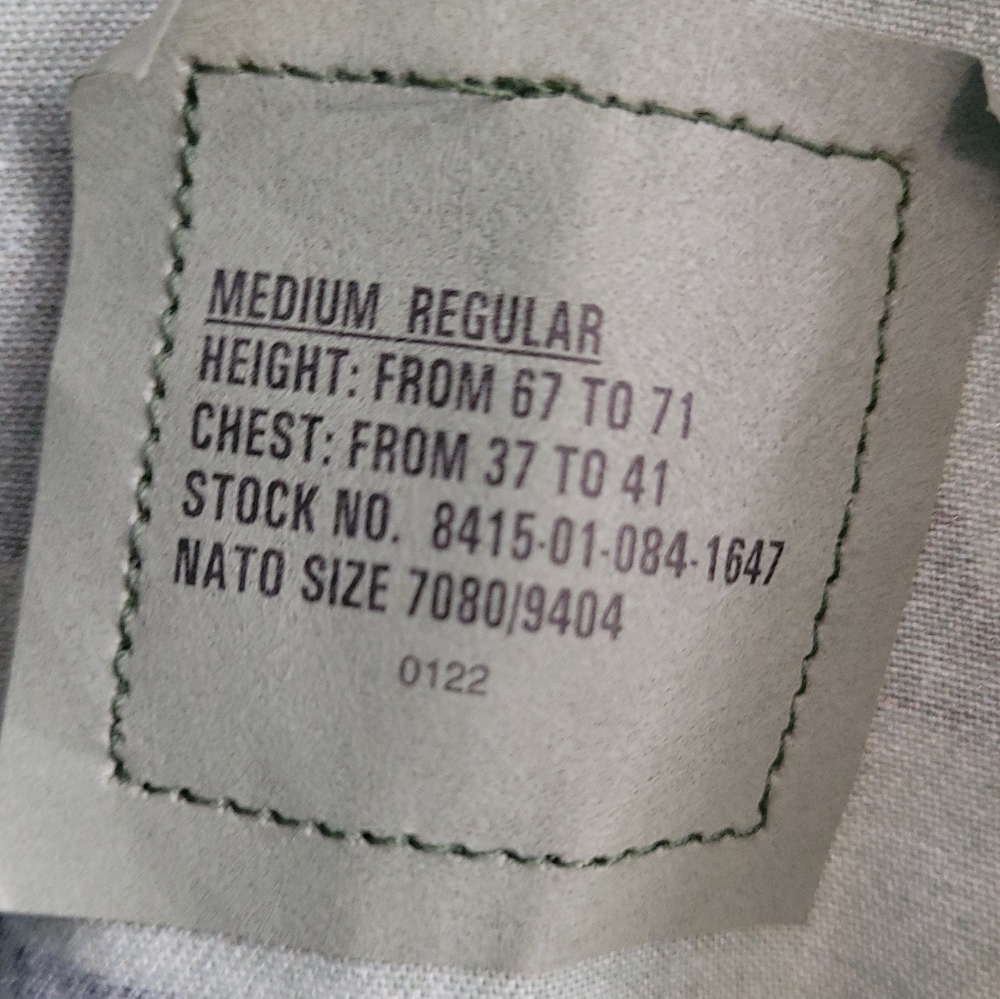 MEDIUM REGULAR
HEIGHT: FROM 67 TO 71
CHEST: FROM 37 TO 41
STOCK NO. 8415-01-084-1647
NATO SIZE 7080/9404
0122